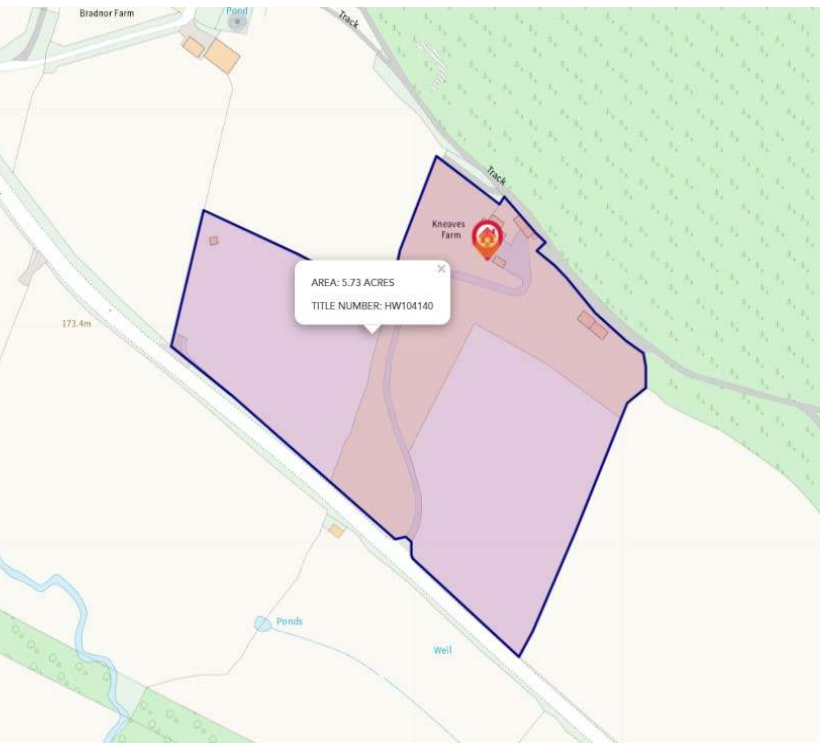 Bradnor Farm
Pond
Track
Track
Kneaves
Farm
×
AREA: 5.73 ACRES
TITLE NUMBER: HW104140
173.4m
Ponds
Well